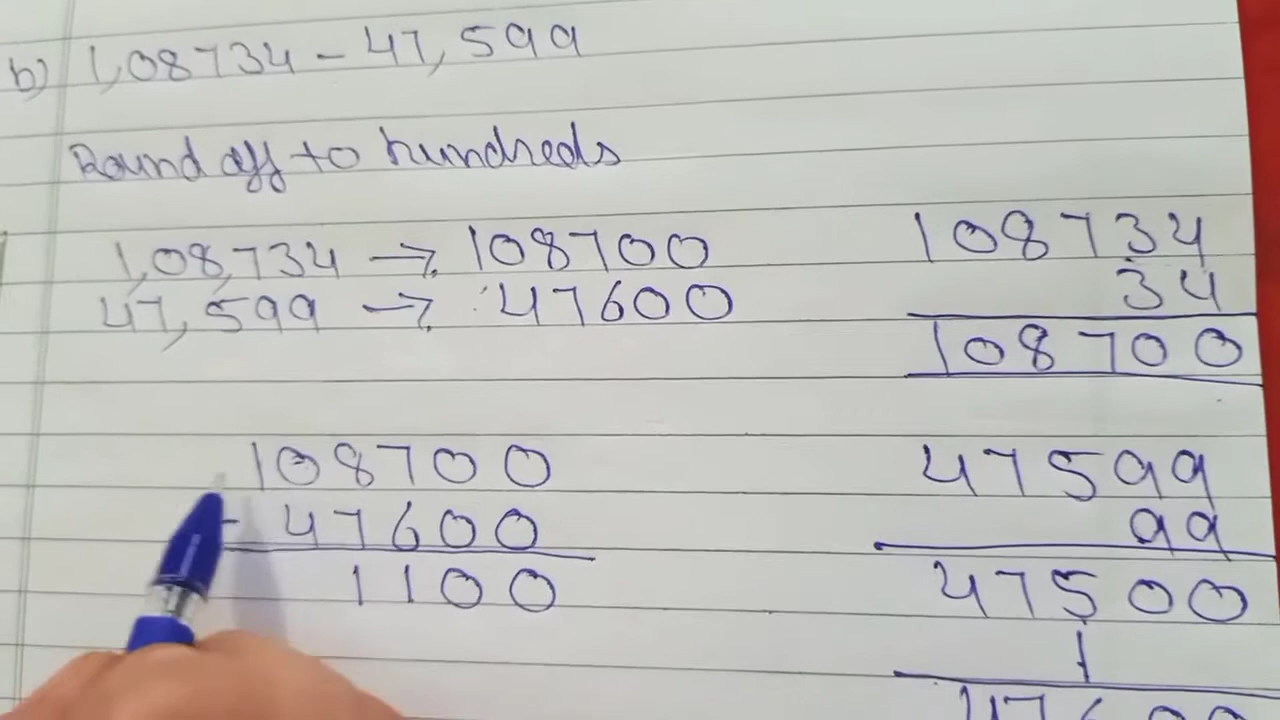 b) 1,08734 - 47,599
Round off to hundreds
1,08,734 → 108700
47,599 → 47600
108734
34
108700
108700
- 47600
1100
47599
99
47500
1
47600